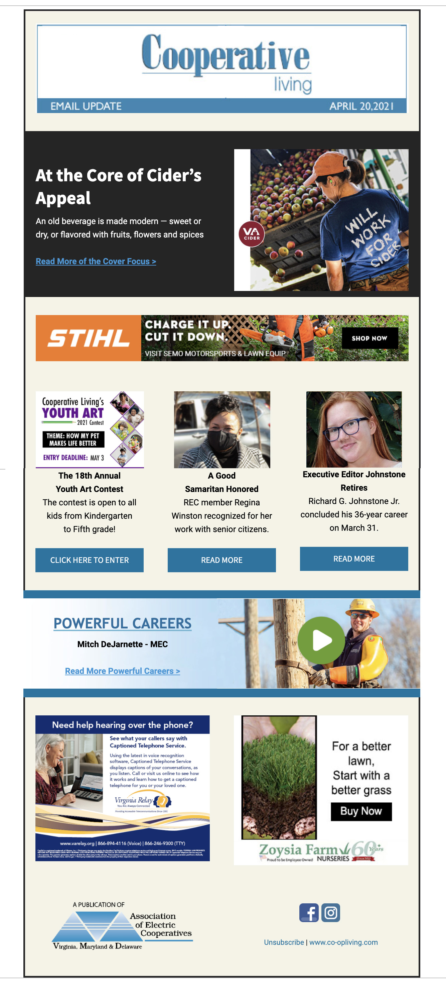 Cooperative
living
EMAIL UPDATE
APRIL 20,2021
At the Core of Cider’s
Appeal
An old beverage is made modern — sweet or
dry, or flavored with fruits, flowers and spices
Read More of the Cover Focus >
VA
CIDER
WILL
WORK
FOR
CIDER
STIHL
CHARGE IT UP.
CUT IT DOWN.
VISIT SEMO MOTORSPORTS & LAWN EQUIP
SHOP NOW
Cooperative Living's
YOUTH ART
2021 Contest
THEME: HOW MY PET
MAKES LIFE BETTER
ENTRY DEADLINE: MAY 3
The 18th Annual
Youth Art Contest
The contest is open to all
kids from Kindergarten
to Fifth grade!
CLICK HERE TO ENTER
A Good
Samaritan Honored
REC member Regina
Winston recognized for her
work with senior citizens.
READ MORE
Executive Editor Johnstone
Retires
Richard G. Johnstone Jr.
concluded his 36-year career
on March 31.
READ MORE
POWERFUL CAREERS
Mitch DeJarnette - MEC
Read More Powerful Careers >
Need help hearing over the phone?
See what your callers say with
Captioned Telephone Service.
Using the latest in voice recognition
software, Captioned Telephone Service
displays captions of your conversations, as
you listen. Call or visit us online to see how
it works and learn how to get a captioned
telephone for you or your loved one.
Virginia Relay
You Are Always Connected
Providing Accessible Telecommunications Since 1991
www.varelay.org | 866-894-4116 (Voice) | 866-246-9300 (TTY)
For a better
lawn,
Start with a
better grass
Buy Now
Zoysia Farm
NURSERIES
Proud to be Employee Owned
60 Years
A PUBLICATION OF
Association
of Electric
Cooperatives
Virginia, Maryland & Delaware
Unsubscribe | www.co-opliving.com